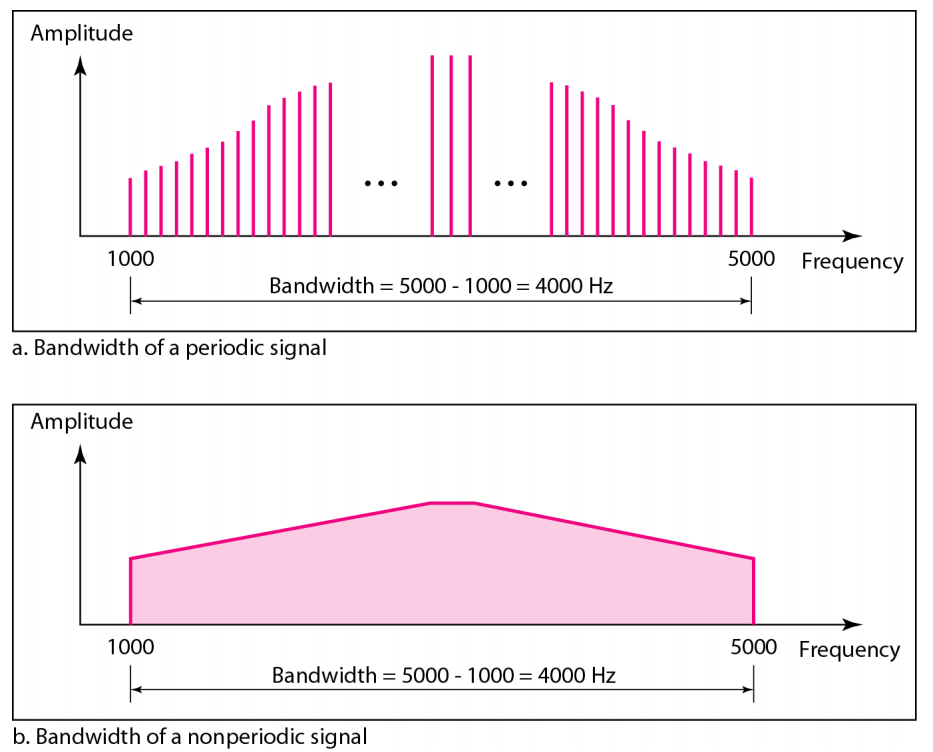 Amplitude
... ...
1000 5000 Frequency
Bandwidth = 5000 - 1000 = 4000 Hz
a. Bandwidth of a periodic signal
Amplitude
1000 5000 Frequency
Bandwidth = 5000 - 1000 = 4000 Hz
b. Bandwidth of a nonperiodic signal